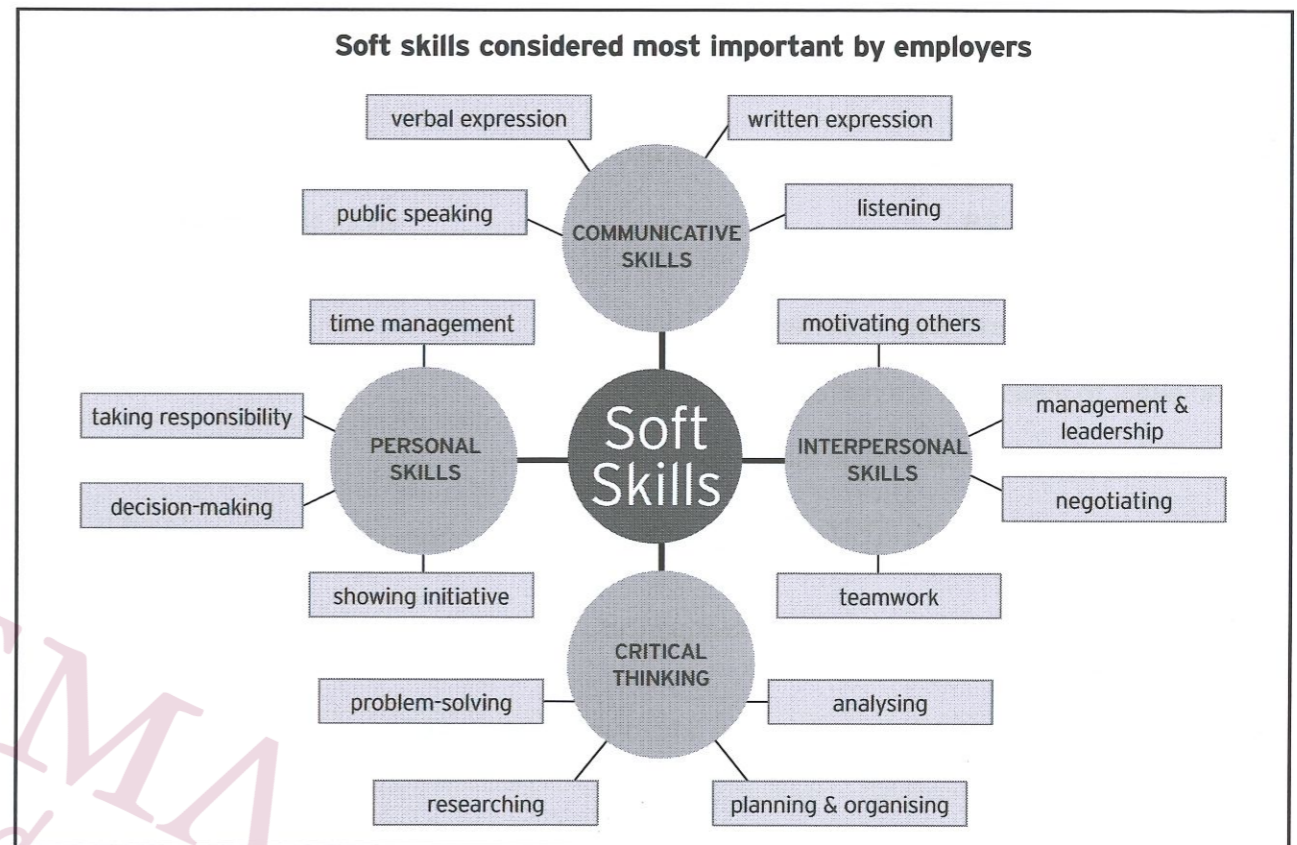 Soft skills considered most important by employers
verbal expression
written expression
public speaking
listening
COMMUNICATIVE
SKILLS
time management
motivating others
taking responsibility
management &
leadership
PERSONAL
SKILLS
Soft
Skills
INTERPERSONAL
SKILLS
decision-making
negotiating
showing initiative
teamwork
CRITICAL
THINKING
problem-solving
analysing
researching
planning & organising